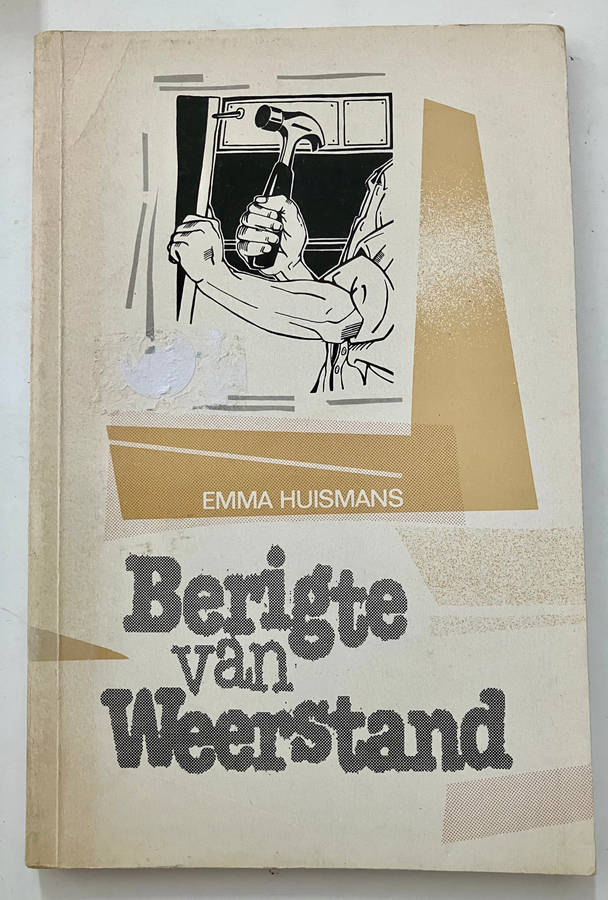 EMMA HUISMANS
Berigte
van
Weerstand